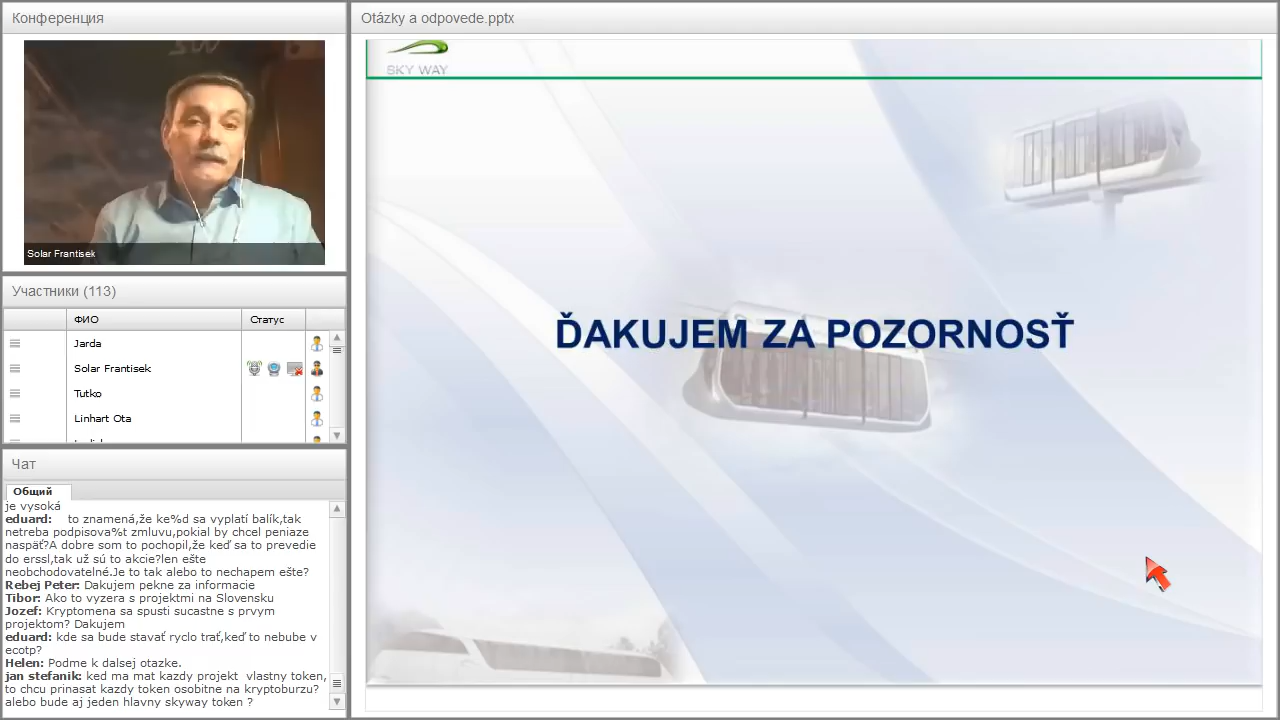 Конференция
Solar Frantisek
Участники (113)
ФИО Статус
Jarda
Solar Frantisek
Tutko
Linhart Ota
Чат
Общий
je vysoká
eduard: to znamená,že ke%d sa vyplatí balík,tak
netreba podpisova%t zmluvu,pokial by chcel peniaze
naspäť?A dobre som to pochopil,že keď sa to prevedie
do erssl,tak už sú to akcie?len ešte
neobchodovatelné.Je to tak alebo to nechapem ešte?
Rebej Peter: Dakujem pekne za informacie
Tibor: Ako to vyzera s projektmi na Slovensku
Jozef: Kryptomena sa spusti sucastne s prvym
projektom? Dakujem
eduard: kde sa bude stavať ryclo trať,keď to nebube v
ecotp?
Helen: Podme k dalsej otazke.
jan stefanik: ked ma mat kazdy projekt vlastny token,
to chcu prinisat kazdy token osobitne na kryptoburzu?
alebo bude aj jeden hlavny skyway token ?
Otázky a odpovede.pptx
SKY WAY
ĎAKUJEM ZA POZORNOSŤ